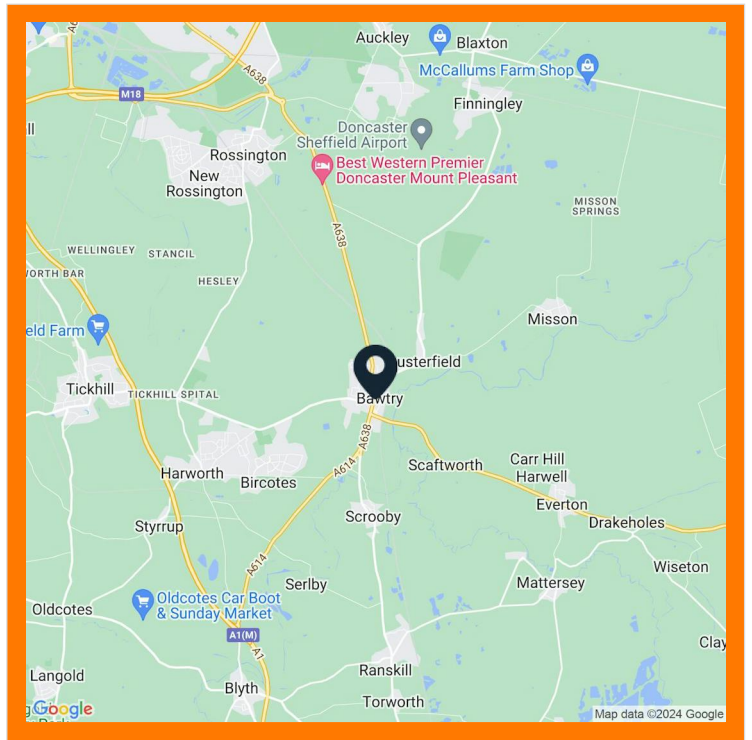 Auckley
Blaxton
McCallums Farm Shop
A638
M18
Finningley
Doncaster
Sheffield Airport
Rossington
New
Rossington
Best Western Premier
Doncaster Mount Pleasant
MISSON
SPRINGS
A638
WELLINGLEY
STANCIL
HESLEY
ORTH BAR
Misson
eld Farm
usterfield
Tickhill
TICKHILL SPITAL
Bawtry
A638
A614
Scaftworth
Carr Hill
Harwell
Harworth
Bircotes
Everton
Drakeholes
Scrooby
Styrrup
A614
Wiseton
Serlby
Mattersey
Oldcotes
Oldcotes Car Boot
& Sunday Market
A1(M)
A1
Clay
Ranskill
Langold
Blyth
Torworth
Google
Map data ©2024 Google